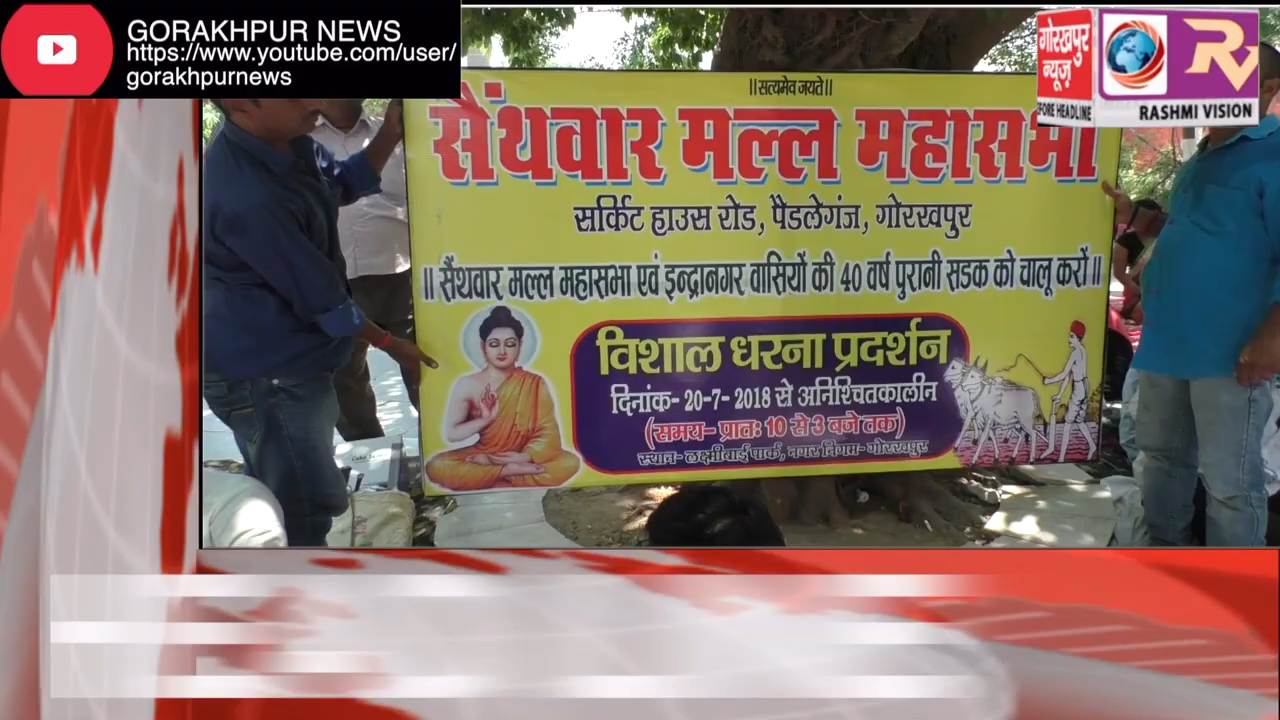 GORAKHPUR NEWS
https://www.youtube.com/user/
gorakhpurnews
गोरखपुर
न्यूज़
BEFORE HEADLINE
RV
RASHMI VISION
||सत्यमेव जयते||
सैंथवार मल्ल महासभा
सर्किट हाउस रोड, पैडलेगंज, गोरखपुर
|| सैंथवार मल्ल महासभा एवं इन्द्रानगर वासियों की 40 वर्ष पुरानी सडक को चालू करों ||
विशाल धरना प्रदर्शन
दिनांक- 20-7- 2018 से अनिश्चितकालीन
(समय- प्रातः 10 से 3 बजे तक)
स्थान- लक्ष्मीबाई पार्क, नगर निगम- गोरखपुर